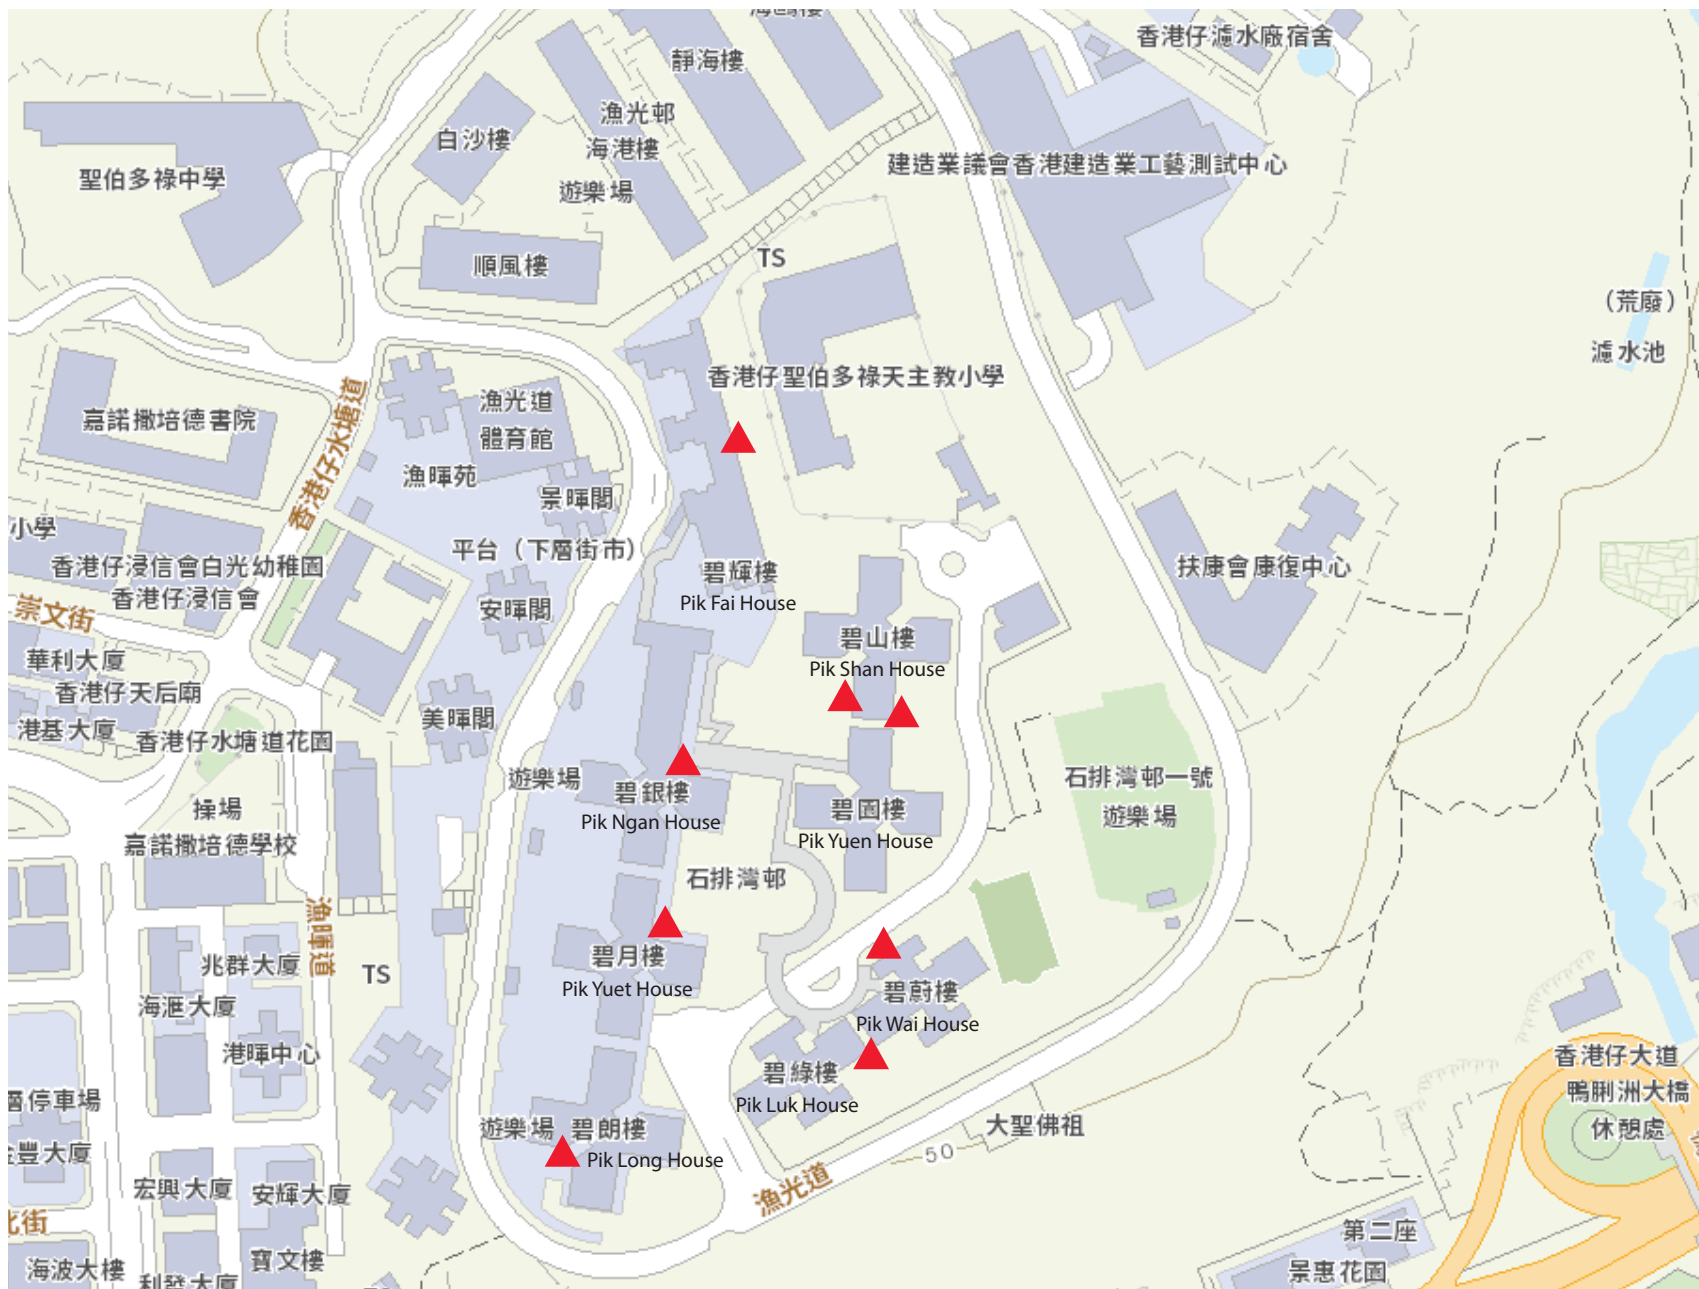 香港仔濾水廠宿舍
靜海樓
漁光邨
海港樓
白沙樓
遊樂場
聖伯多祿中學
建造業議會香港建造業工藝測試中心
順風樓
TS
(荒廢)
濾水池
香港仔聖伯多祿天主教小學
香港仔水塘道
嘉諾撒培德書院
漁光道
體育館
漁暉苑
景暉閣
小學
平台（下層街市）
香港仔浸信會白光幼稚園
香港仔浸信會
碧輝樓
Pik Fai House
扶康會康復中心
崇文街
安暉閣
碧山樓
Pik Shan House
華利大廈
香港仔天后廟
港基大廈
美暉閣
香港仔水塘道花園
遊樂場
碧銀樓
Pik Ngan House
石排灣邨一號
遊樂場
操場
嘉諾撒培德學校
碧園樓
Pik Yuen House
石排灣邨
漁暉道
兆群大廈
TS
碧月樓
Pik Yuet House
海滙大廈
碧蔚樓
Pik Wai House
港暉中心
香港仔大道
鴨脷洲大橋
休憩處
碧綠樓
Pik Luk House
層停車場
遊樂場
碧朗樓
Pik Long House
大聖佛祖
50
豐大廈
宏興大廈
安輝大廈
漁光道
北街
第二座
寶文樓
海波大樓
利發大廈
景惠花園